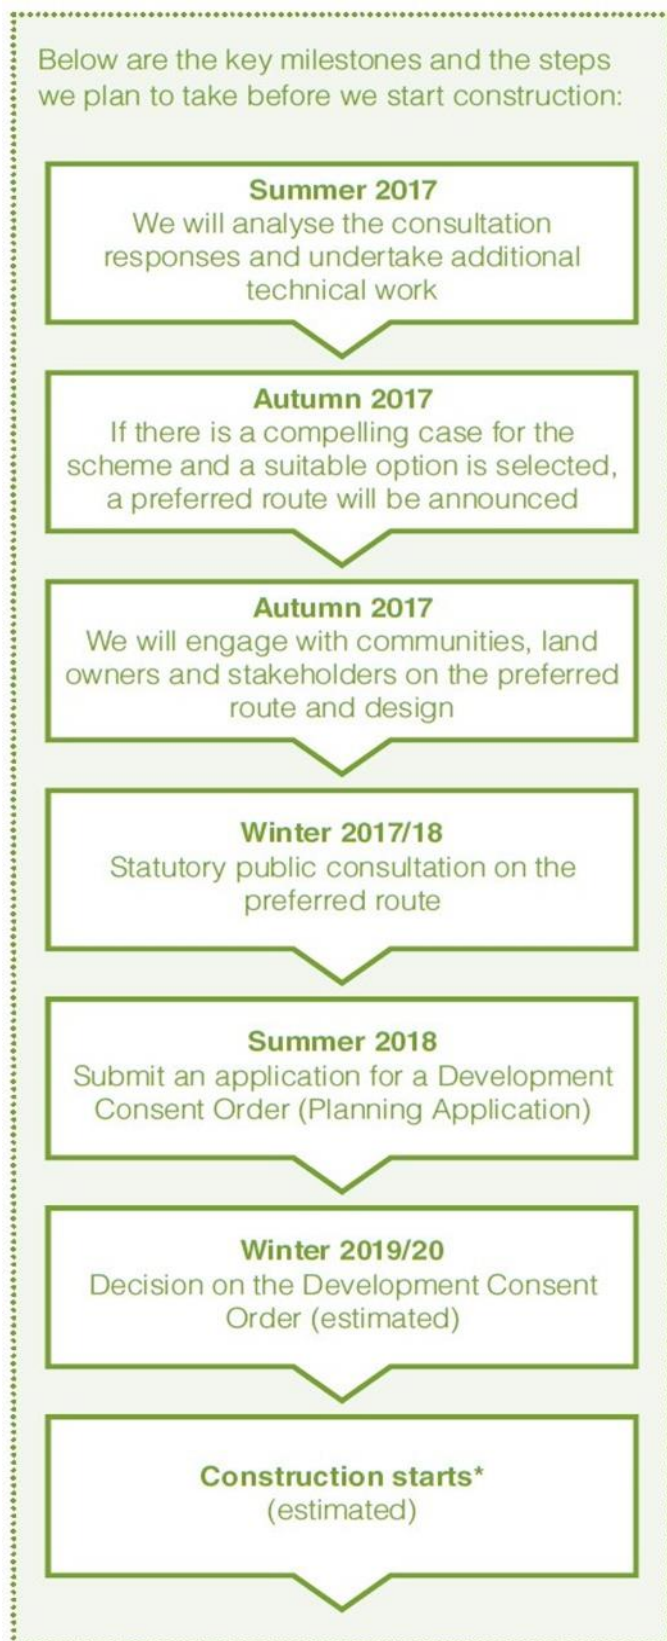 Below are the key milestones and the steps
we plan to take before we start construction:
Summer 2017
We will analyse the consultation
responses and undertake additional
technical work
Autumn 2017
If there is a compelling case for the
scheme and a suitable option is selected,
a preferred route will be announced
Autumn 2017
We will engage with communities, land
owners and stakeholders on the preferred
route and design
Winter 2017/18
Statutory public consultation on the
preferred route
Summer 2018
Submit an application for a Development
Consent Order (Planning Application)
Winter 2019/20
Decision on the Development Consent
Order (estimated)
Construction starts*
(estimated)